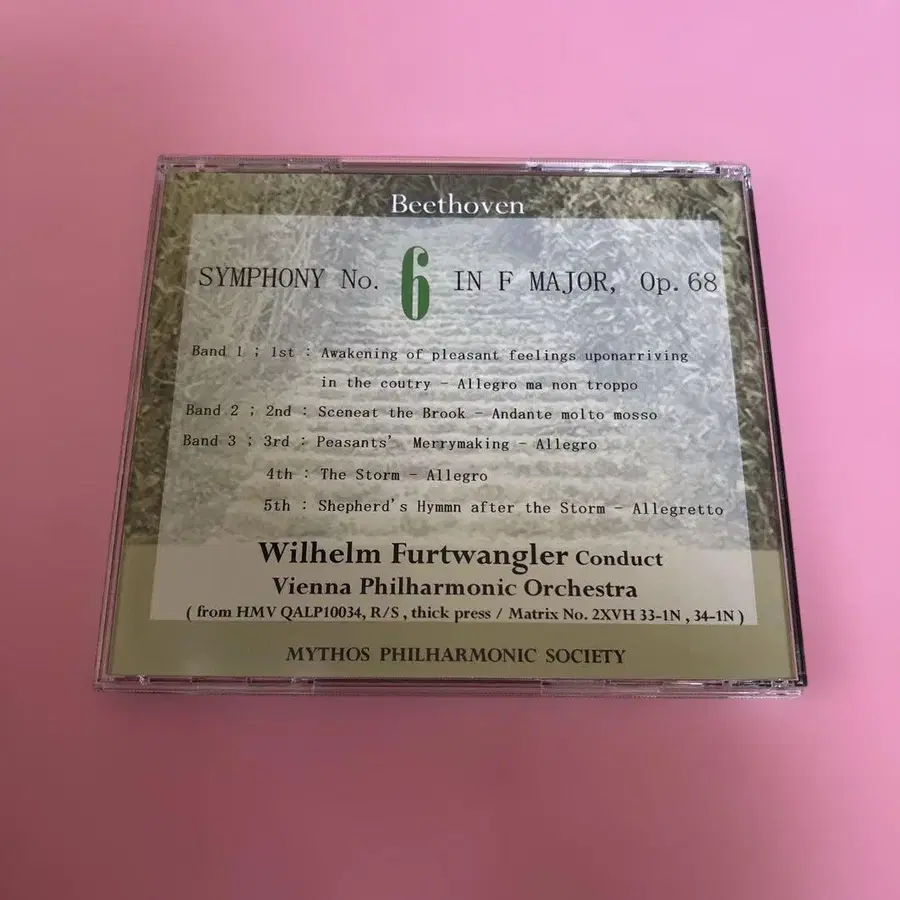 Beethoven
SYMPHONY No. 6 IN F MAJOR, Op. 68
Band 1 ; 1st : Awakening of pleasant feelings uponarriving
in the coutry - Allegro ma non troppo
Band 2 ; 2nd : Sceneat the Brook - Andante molto mosso
Band 3 ; 3rd : Peasants' Merrymaking - Allegro
4th : The Storm - Allegro
5th : Shepherd's Hymmn after the Storm - Allegretto
Wilhelm Furtwangler Conduct
Vienna Philharmonic Orchestra
( from HMV QALP10034, R/S , thick press / Matrix No. 2XVH 33-1N , 34-1N )
MYTHOS PHILHARMONIC SOCIETY